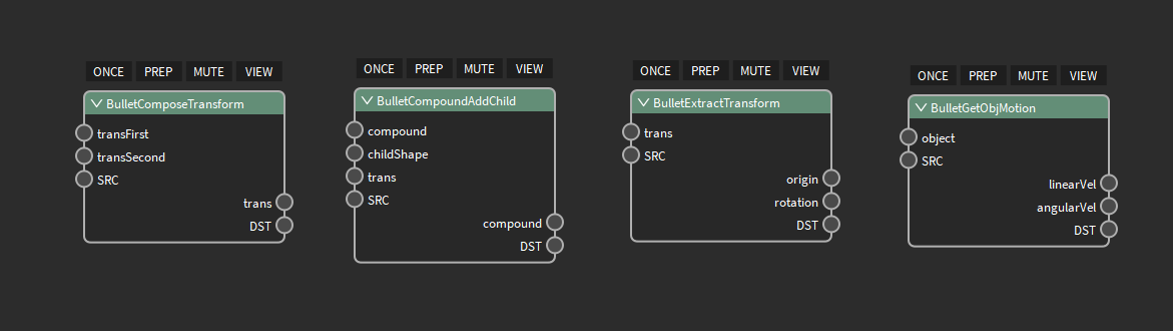 ONCE PREP MUTE VIEW
BulletComposeTransform
transFirst
transSecond
SRC
trans
DST
ONCE PREP MUTE VIEW
BulletCompoundAddChild
compound
childShape
trans
SRC
compound
DST
ONCE PREP MUTE VIEW
BulletExtractTransform
trans
SRC
origin
rotation
DST
ONCE PREP MUTE VIEW
BulletGetObjMotion
object
SRC
linearVel
angularVel
DST